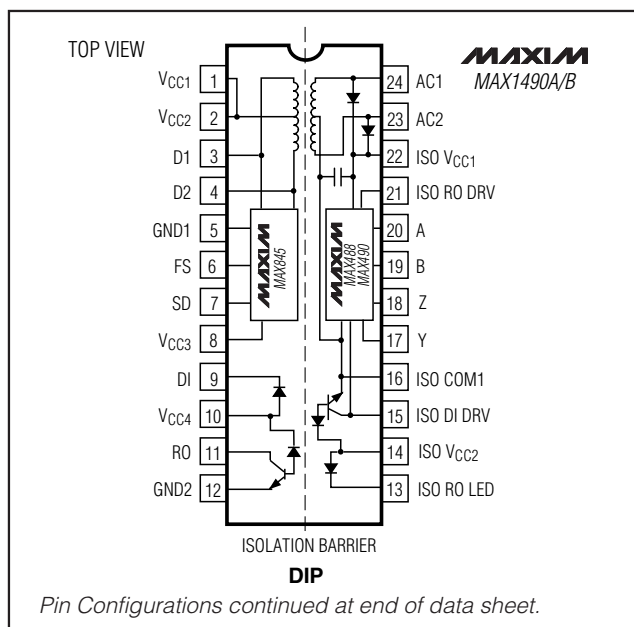 TOP VIEW
MAXIM
MAX1490A/B
VCC1 1
VCC2 2
D1 3
D2 4
GND1 5
FS 6
SD 7
VCC3 8
DI 9
VCC4 10
RO 11
GND2 12
MAXIM
MAX845
MAXIM
MAX488
MAX490
24 AC1
23 AC2
22 ISO VCC1
21 ISO RO DRV
20 A
19 B
18 Z
17 Y
16 ISO COM1
15 ISO DI DRV
14 ISO VCC2
13 ISO RO LED
ISOLATION BARRIER
DIP
Pin Configurations continued at end of data sheet.